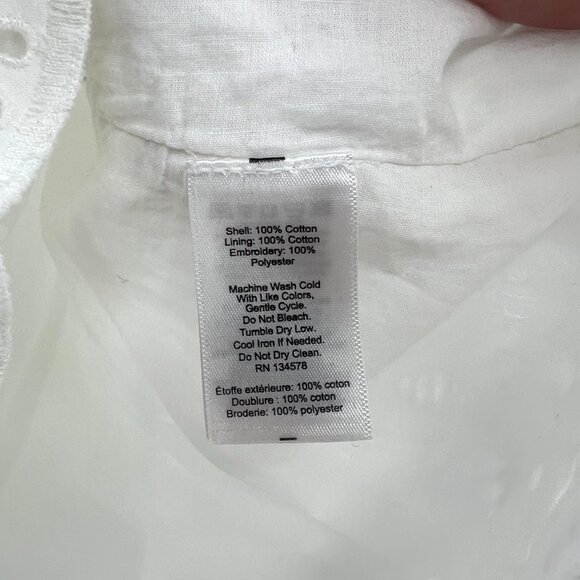 Shell: 100% Cotton
Lining: 100% Cotton
Embroidery: 100%
Polyester
Machine Wash Cold
With Like Colors,
Gentle Cycle.
Do Not Bleach.
Tumble Dry Low.
Cool Iron If Needed.
Do Not Dry Clean.
RN 134578
Étoffe extérieure: 100% coton
Doublure : 100% coton
Broderie: 100% polyester